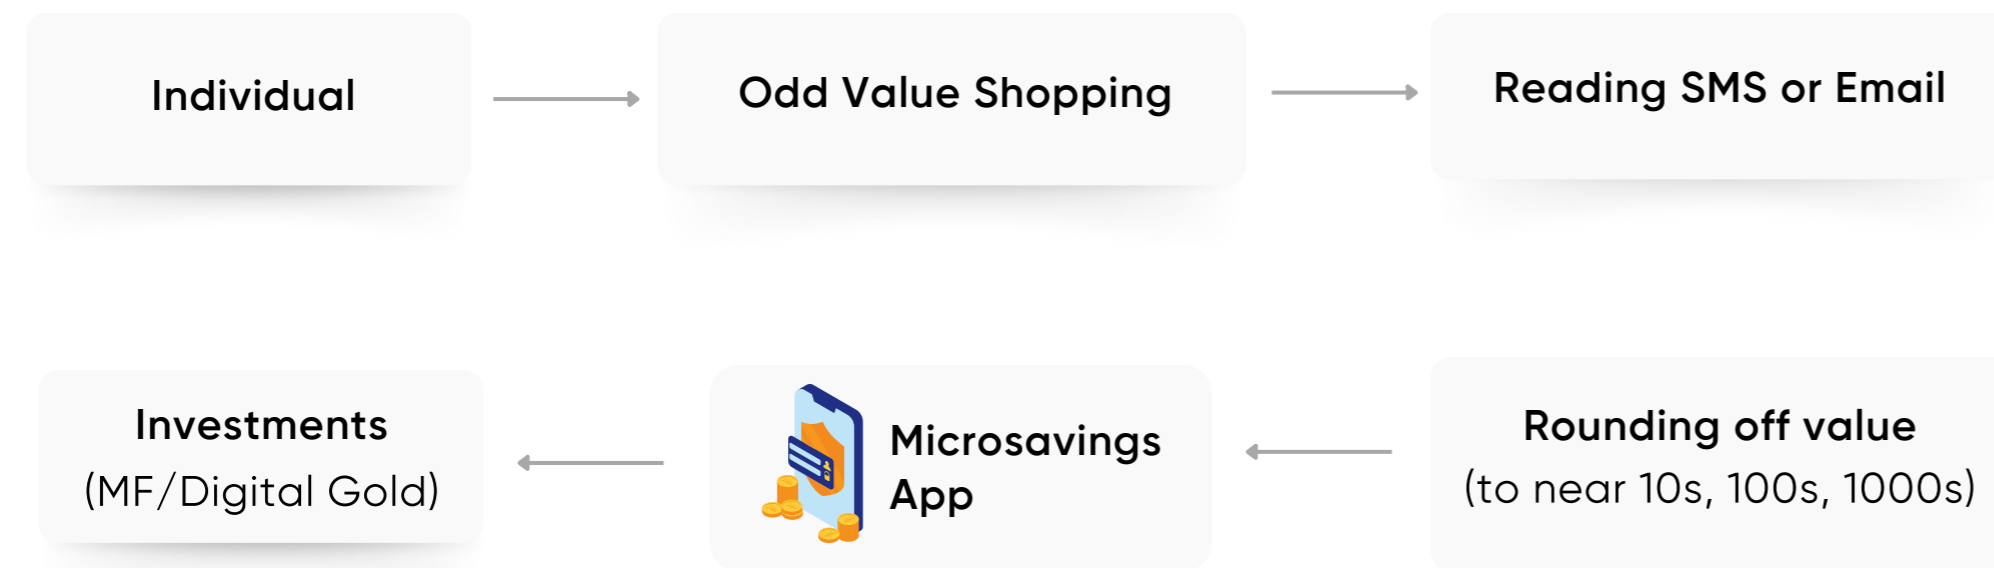 Individual
Odd Value Shopping
Reading SMS or Email
Investments
(MF/Digital Gold)
Microsavings
App
Rounding off value
(to near 10s, 100s, 1000s)